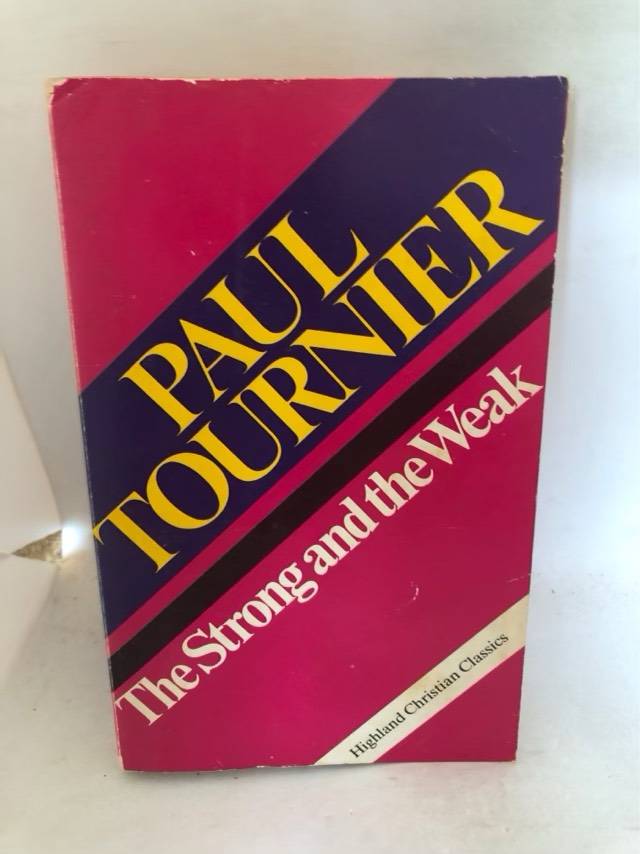 PAUL
TOURNIER
The Strong and the Weak
Highland Christian Classics